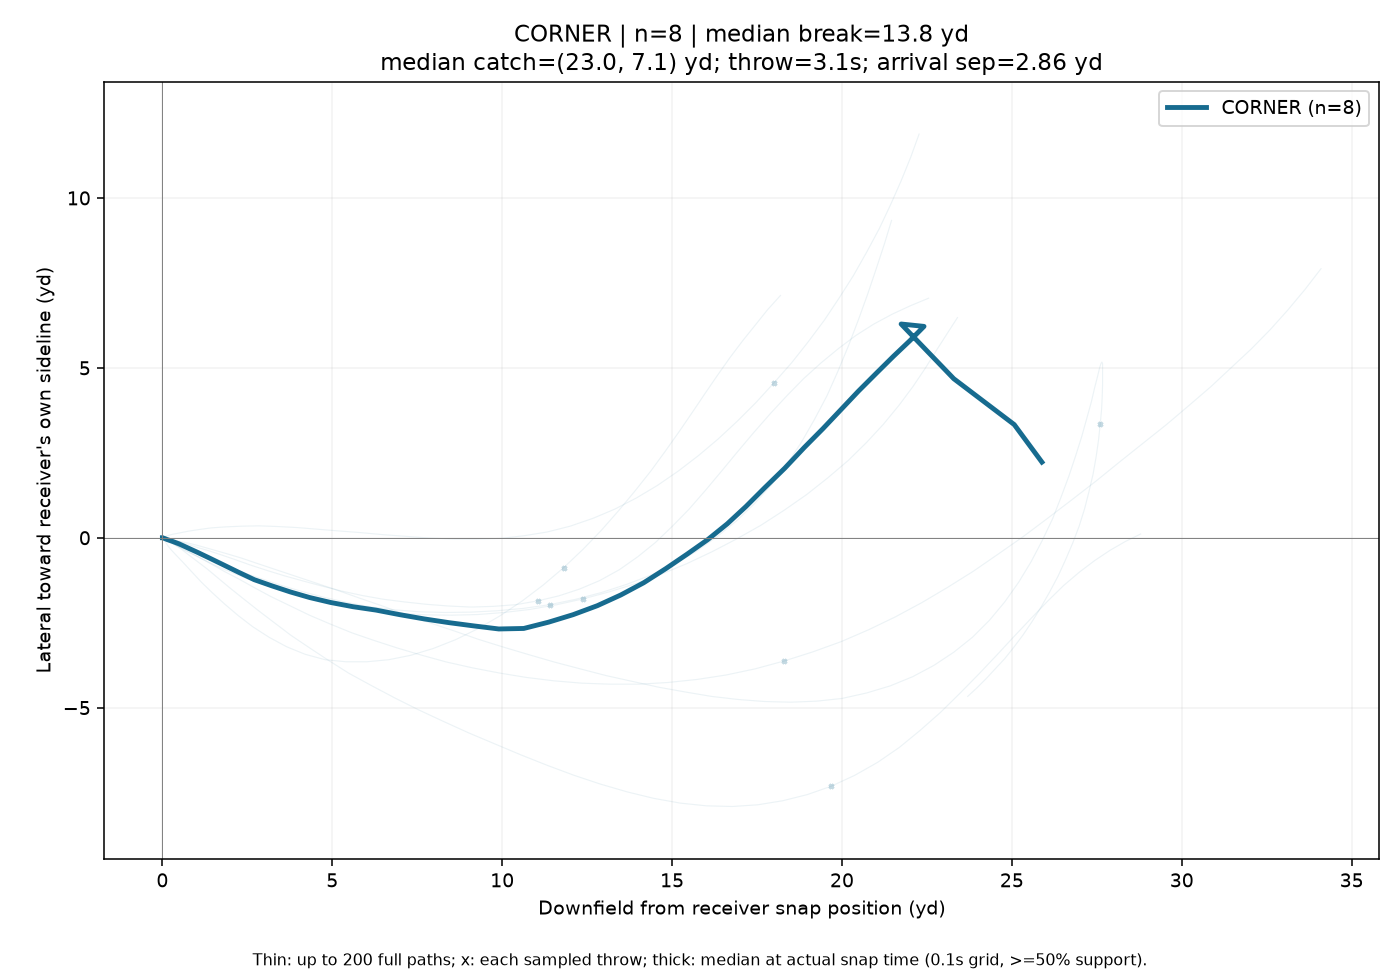 CORNER | n=8 | median break=13.8 yd
median catch=(23.0, 7.1) yd; throw=3.1s; arrival sep=2.86 yd
CORNER (n=8)
Lateral toward receiver's own sideline (yd)
10
5
0
−5
0 5 10 15 20 25 30 35
Downfield from receiver snap position (yd)
Thin: up to 200 full paths; x: each sampled throw; thick: median at actual snap time (0.1s grid, >=50% support).